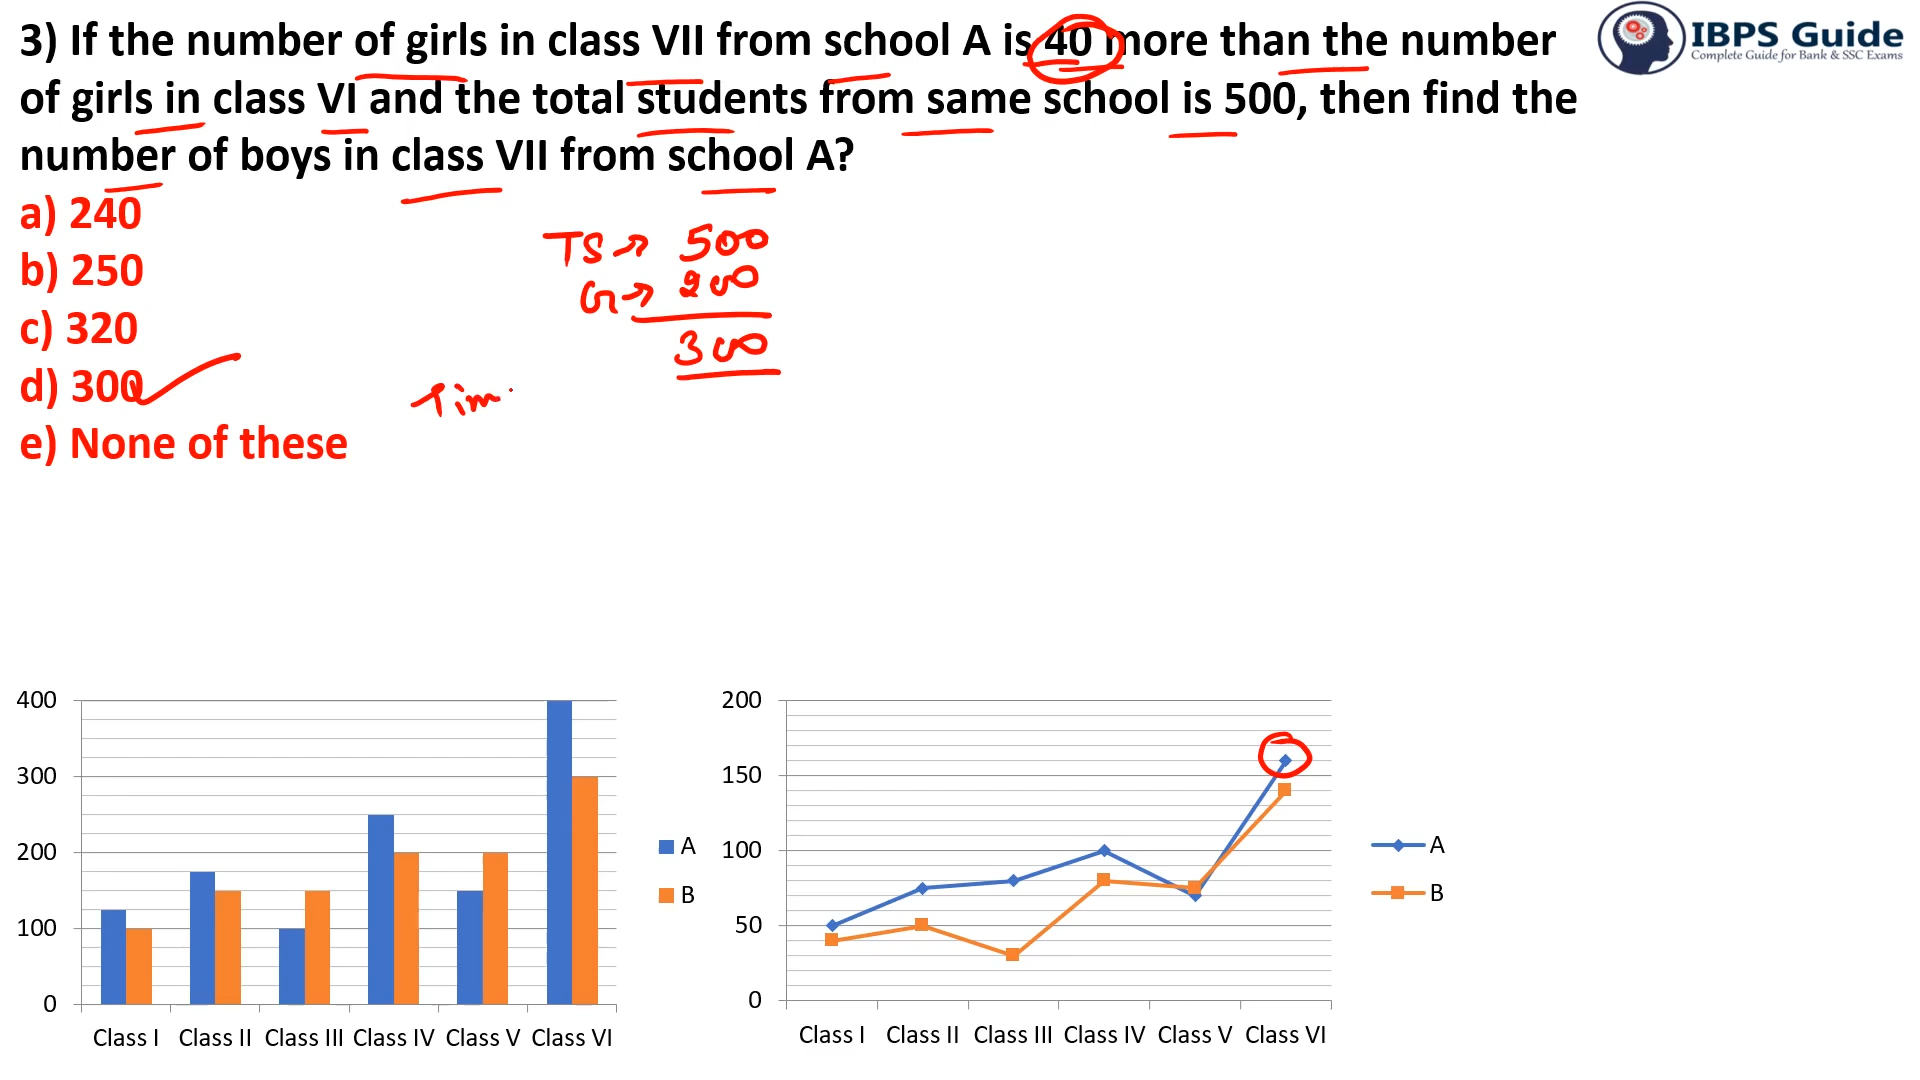 3) If the number of girls in class VII from school A is 40 more than the number
of girls in class VI and the total students from same school is 500, then find the
number of boys in class VII from school A?
a) 240
b) 250
c) 320
d) 300
e) None of these
IBPS Guide
Complete Guide for Bank & SSC Exams
TS → 500
G → 200
300
Tim
400
300
200
100
0
Class I Class II Class III Class IV Class V Class VI
A
B
200
150
100
50
0
Class I Class II Class III Class IV Class V Class VI
A
B